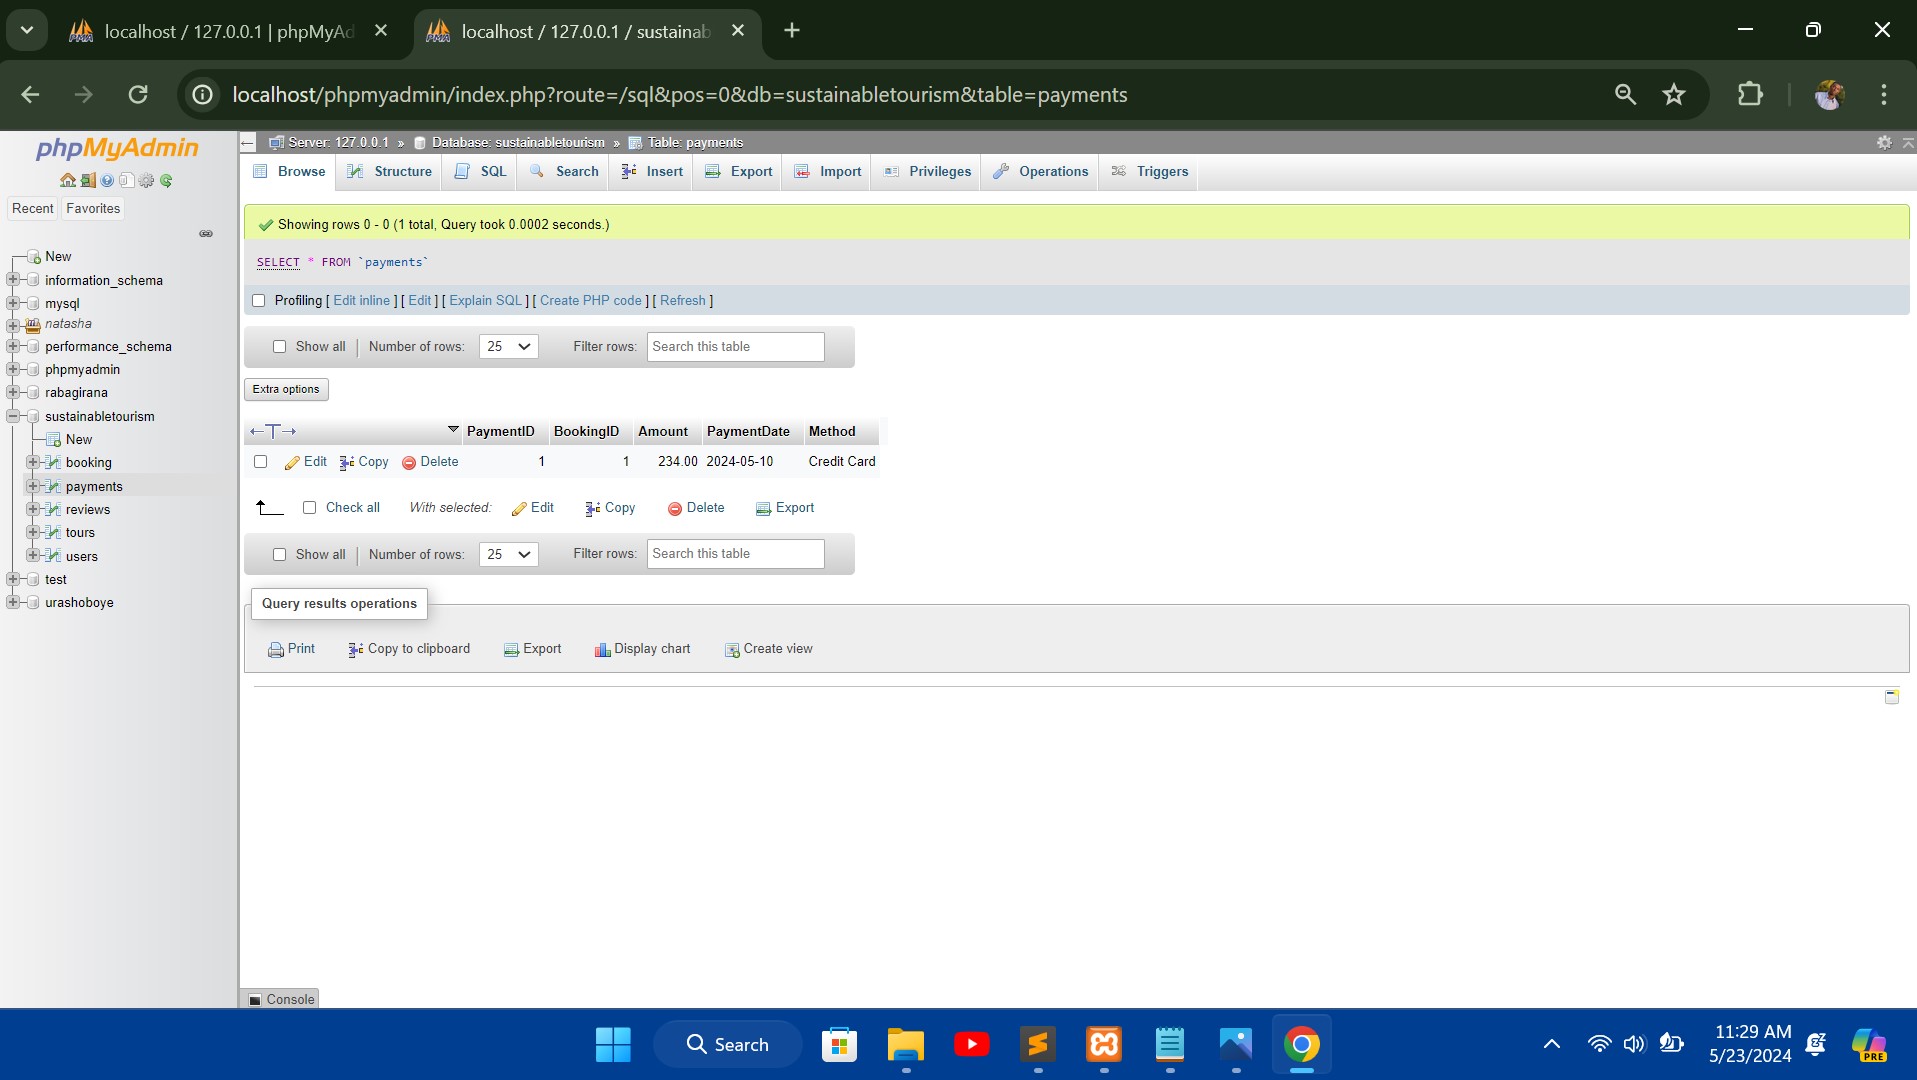 localhost / 127.0.0.1 | phpMyAd
localhost / 127.0.0.1 / sustainab
localhost/phpmyadmin/index.php?route=/sql&pos=0&db=sustainabletourism&table=payments
phpMyAdmin
Recent Favorites
New
information_schema
mysql
natasha
performance_schema
phpmyadmin
rabagirana
sustainabletourism
New
booking
payments
reviews
tours
users
test
urashoboye
Server: 127.0.0.1 » Database: sustainabletourism » Table: payments
Browse Structure SQL Search Insert Export Import Privileges Operations Triggers
Showing rows 0 - 0 (1 total, Query took 0.0002 seconds.)
SELECT * FROM `payments`
Profiling [ Edit inline ] [ Edit ] [ Explain SQL ] [ Create PHP code ] [ Refresh ]
Show all | Number of rows: 25 Filter rows: Search this table
Extra options
←T→ PaymentID BookingID Amount PaymentDate Method
Edit Copy Delete 1 1 234.00 2024-05-10 Credit Card
Check all With selected: Edit Copy Delete Export
Show all | Number of rows: 25 Filter rows: Search this table
Query results operations
Print Copy to clipboard Export Display chart Create view
Console
Search
11:29 AM
5/23/2024
PRE